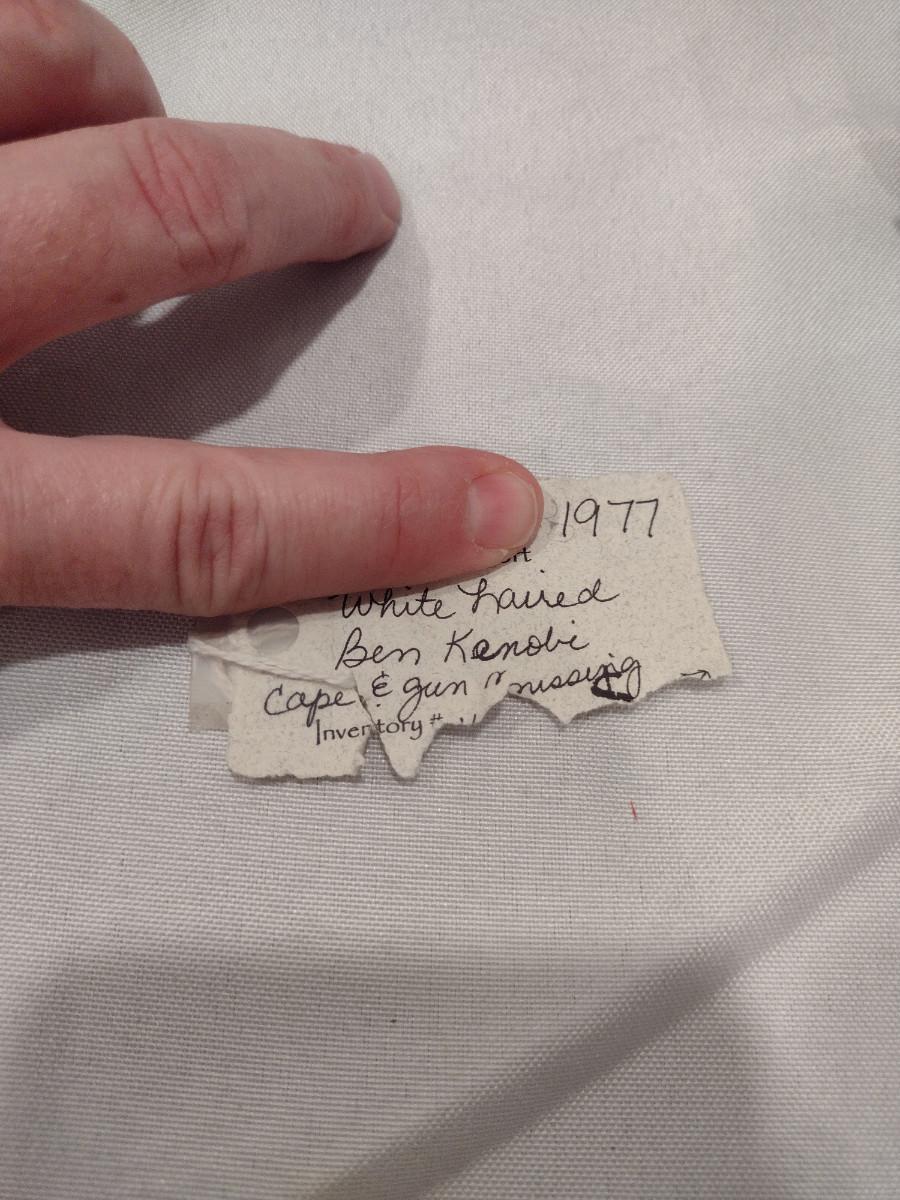 1977
White haired
Ben Kenobi
Cape & gun missing
Inventory #